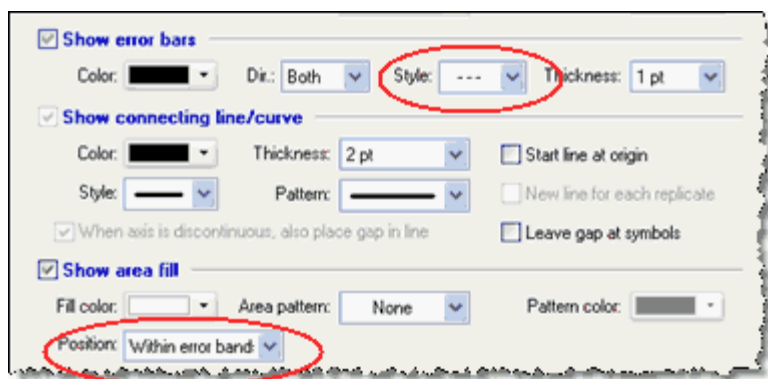 Show error bars
Color: Dir.: Both Style: --- Thickness: 1 pt
Show connecting line/curve
Color: Thickness: 2 pt Start line at origin
Style: Pattern: New line for each replicate
When axis is discontinuous, also place gap in line Leave gap at symbols
Show area fill
Fill color: Area pattern: None Pattern color:
Position: Within error band: